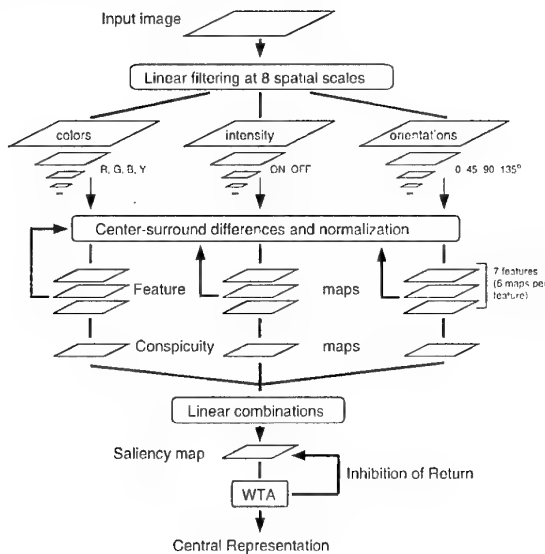 Input image
Linear filtering at 8 spatial scales
colors
intensity
orientations
R, G, B, Y
ON OFF
0 45 90 135°
Center-surround differences and normalization
Feature
maps
7 features
(6 maps per
feature)
Conspicuity
maps
Linear combinations
Saliency map
Inhibition of Return
WTA
Central Representation